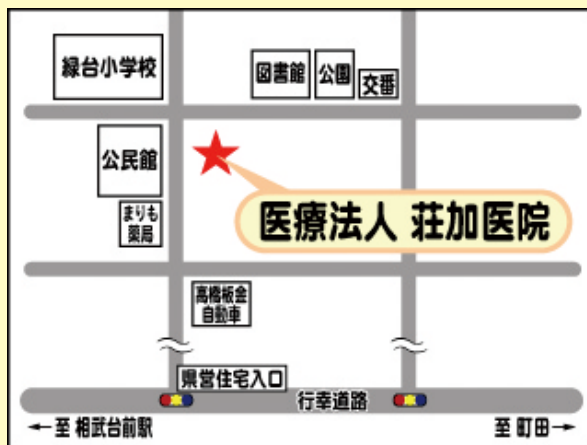 緑台小学校
図書館
公園
交番
公民館
まりも
薬局
医療法人 荘加医院
高橋板金
自動車
県営住宅入口
行幸道路
←至 相武台前駅
至 町田→